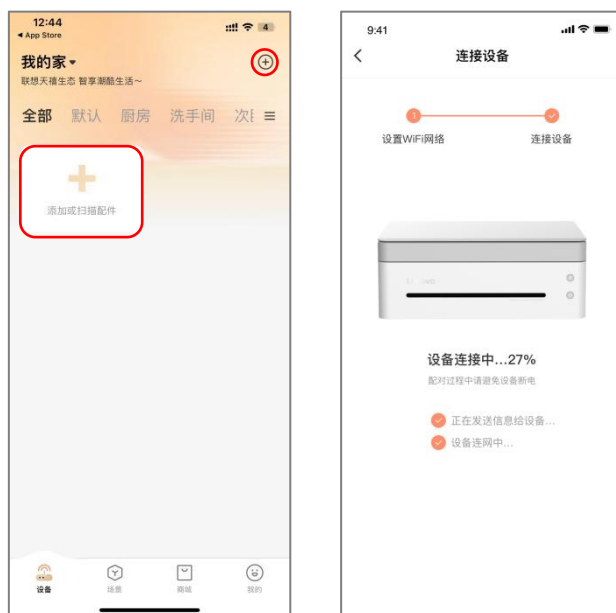 12:44
4
App Store
我的家
联想天禧生态 智享潮酷生活～
全部 默认 厨房 洗手间 次
添加或扫描配件
设备 场景 商城 我的
9:41
连接设备
1
设置WiFi网络 连接设备
设备连接中...27%
配对过程中请避免设备断电
正在发送信息给设备...
设备连网中...